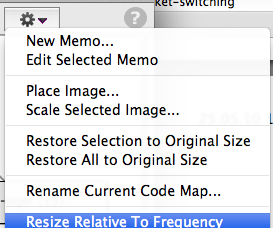 ket-switching
?
New Memo...
Edit Selected Memo
Place Image...
Scale Selected Image...
Restore Selection to Original Size
Restore All to Original Size
Rename Current Code Map...
Resize Relative To Frequency